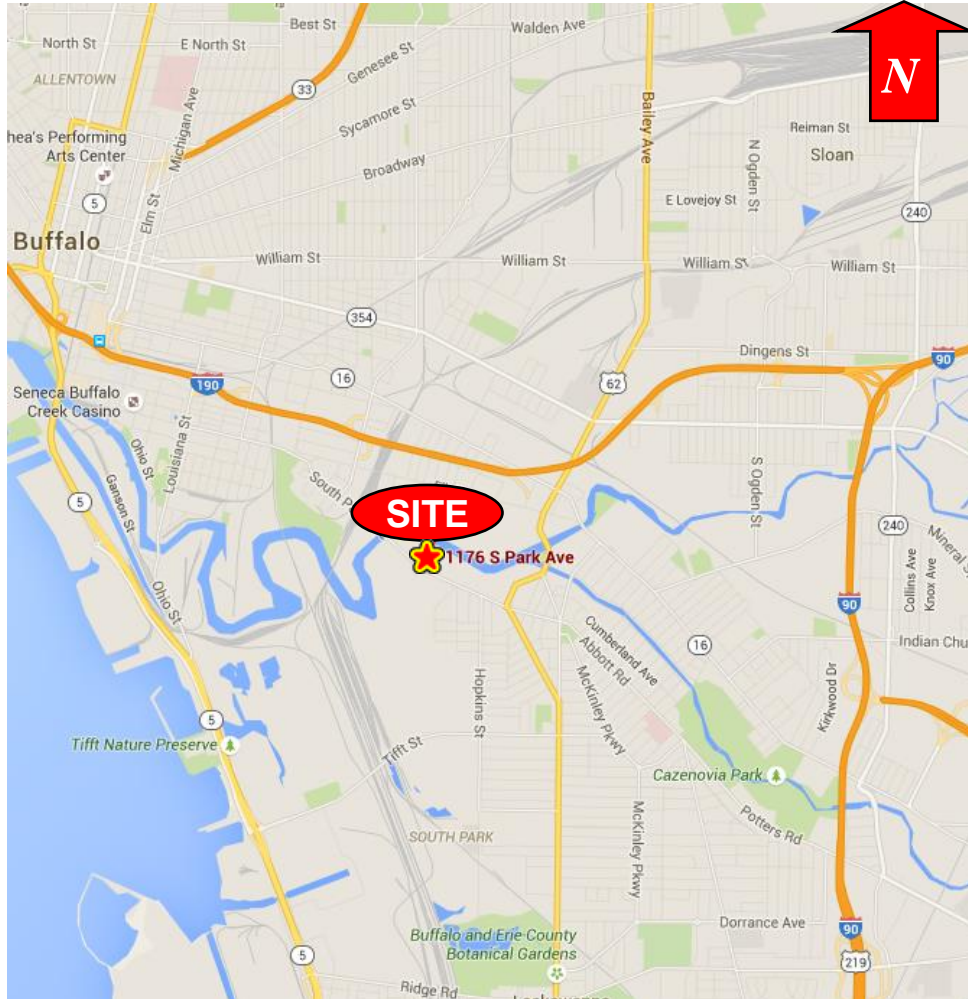 Best St
Walden Ave
North St
E North St
Genesee St
N
ALLENTOWN
33
Michigan Ave
Sycamore St
Bailey Ave
Reiman St
hea's Performing
Arts Center
Broadway
N Ogden St
Sloan
5
Elm St
E Lovejoy St
240
Buffalo
William St
William St
William St
William St
354
Dingens St
90
16
62
190
Seneca Buffalo
Creek Casino
Louisiana St
Ohio St
Ganson St
5
South P
S Ogden St
SITE
1176 S Park Ave
240
Mineral S
Collins Ave
Knox Ave
Ohio St
90
Cumberland Ave
Abbott Rd
16
Indian Chu
Hopkins St
McKinley Pkwy
Kirkwood Dr
5
Tifft Nature Preserve
Tifft St
Cazenovia Park
Potters Rd
SOUTH PARK
McKinley Pkwy
Dorrance Ave
90
Buffalo and Erie County
Botanical Gardens
5
219
Ridge Rd